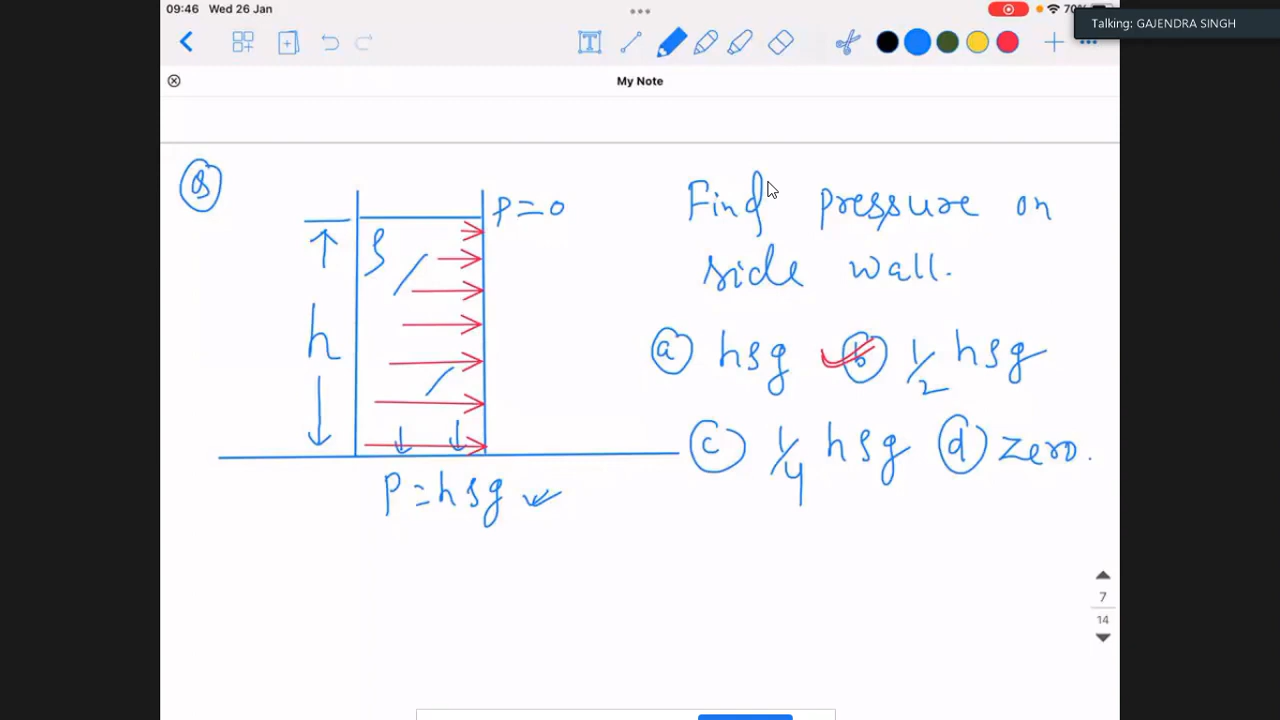 09:46 Wed 26 Jan
70%
Talking: GAJENDRA SINGH
My Note
Q
P=0
Find pressure on
side wall.
ρ
h
(a) hρg (b) 1/2 hρg
(c) 1/4 hρg (d) zero.
P=hρg
7
14